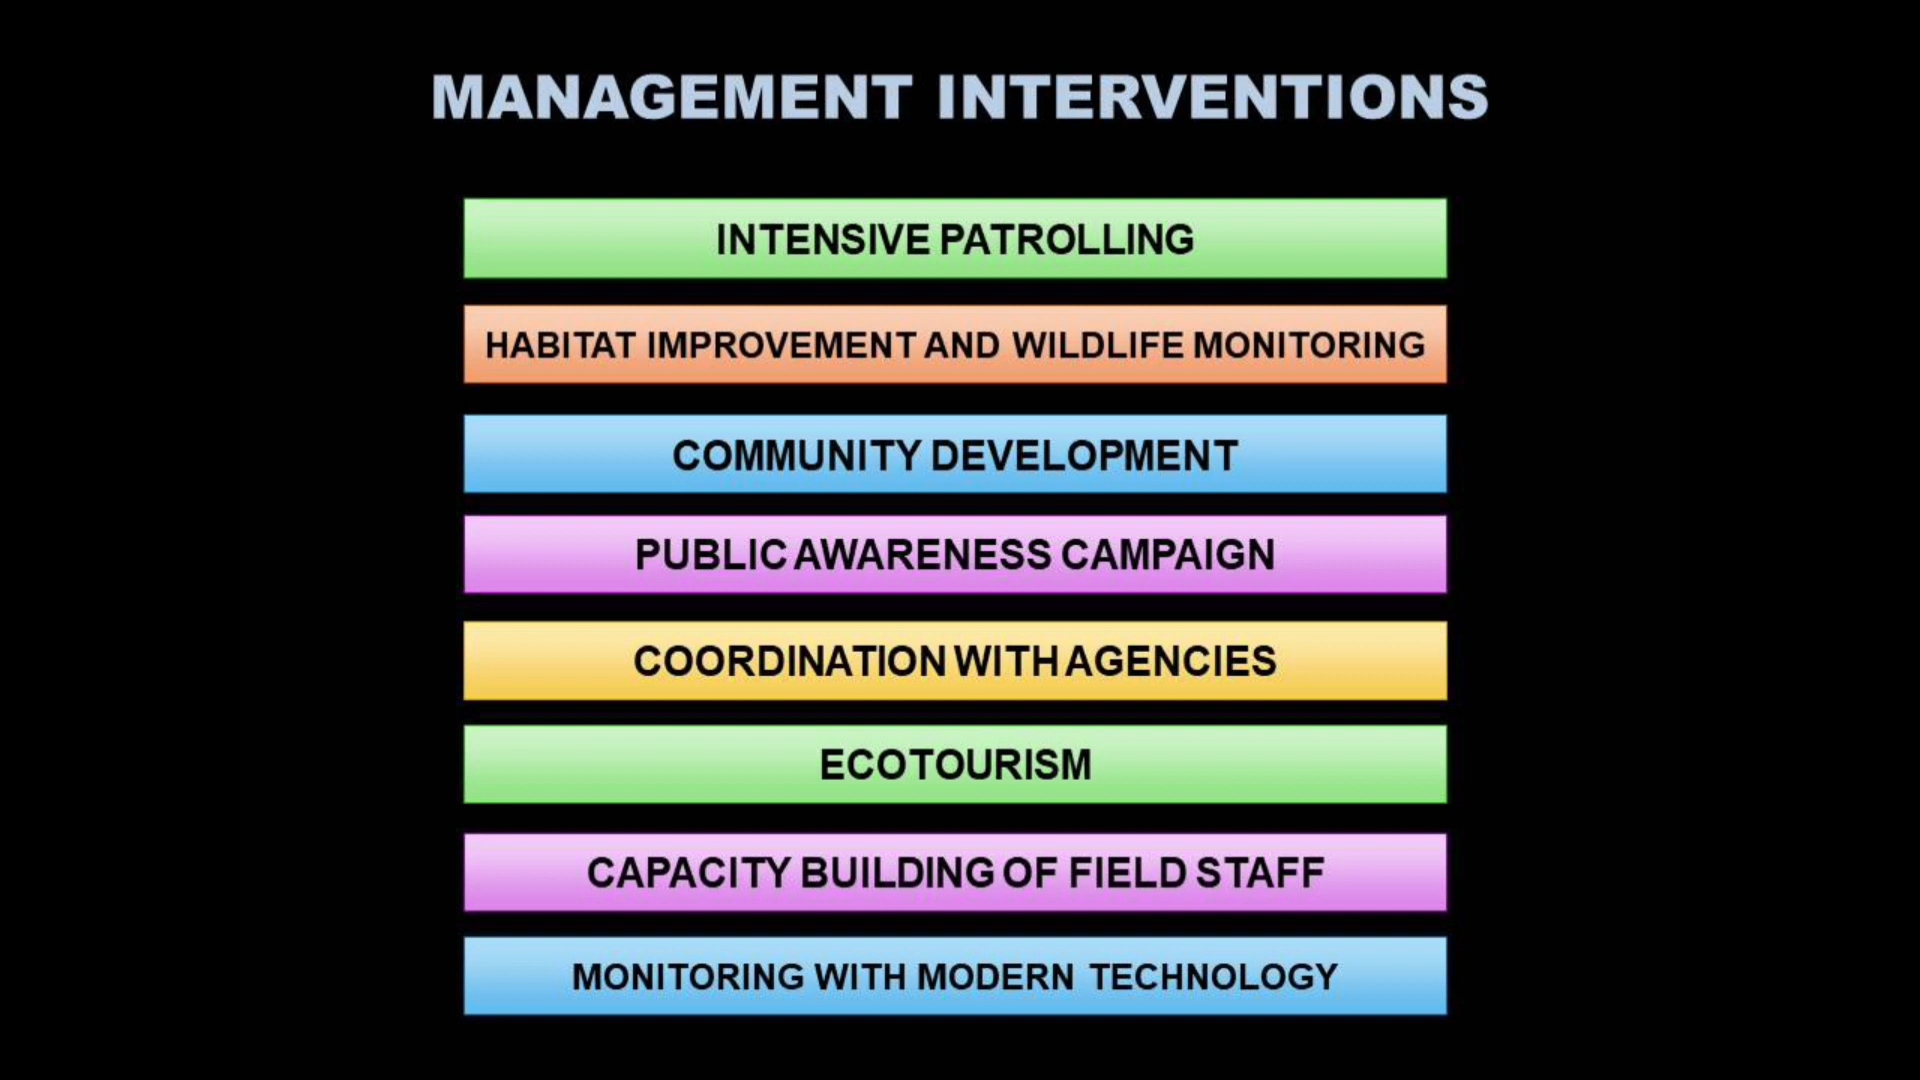 MANAGEMENT INTERVENTIONS
INTENSIVE PATROLLING
HABITAT IMPROVEMENT AND WILDLIFE MONITORING
COMMUNITY DEVELOPMENT
PUBLIC AWARENESS CAMPAIGN
COORDINATION WITH AGENCIES
ECOTOURISM
CAPACITY BUILDING OF FIELD STAFF
MONITORING WITH MODERN TECHNOLOGY